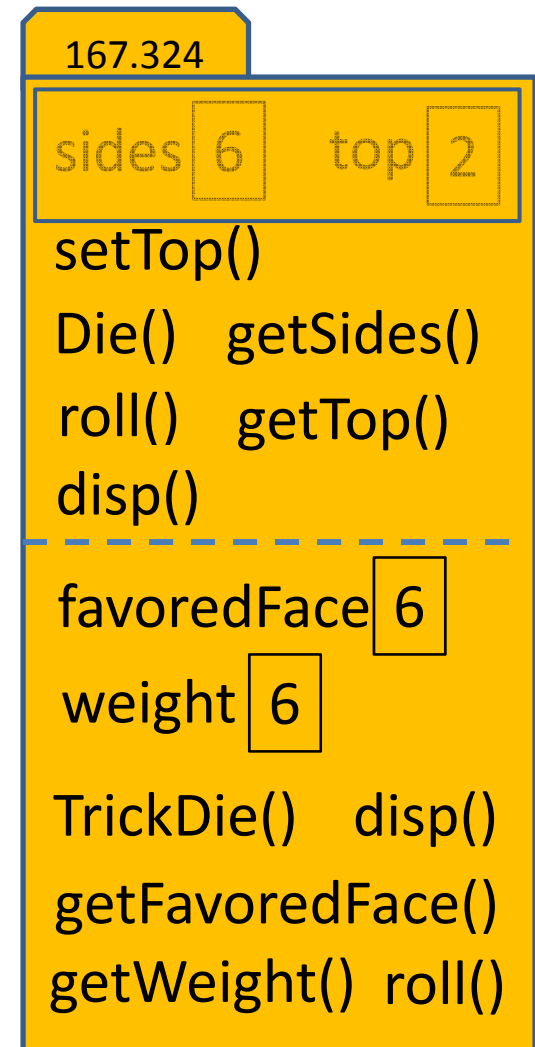 167.324
sides 6 top 2
setTop()
Die() getSides()
roll() getTop()
disp()
favoredFace 6
weight 6
TrickDie() disp()
getFavoredFace()
getWeight() roll()